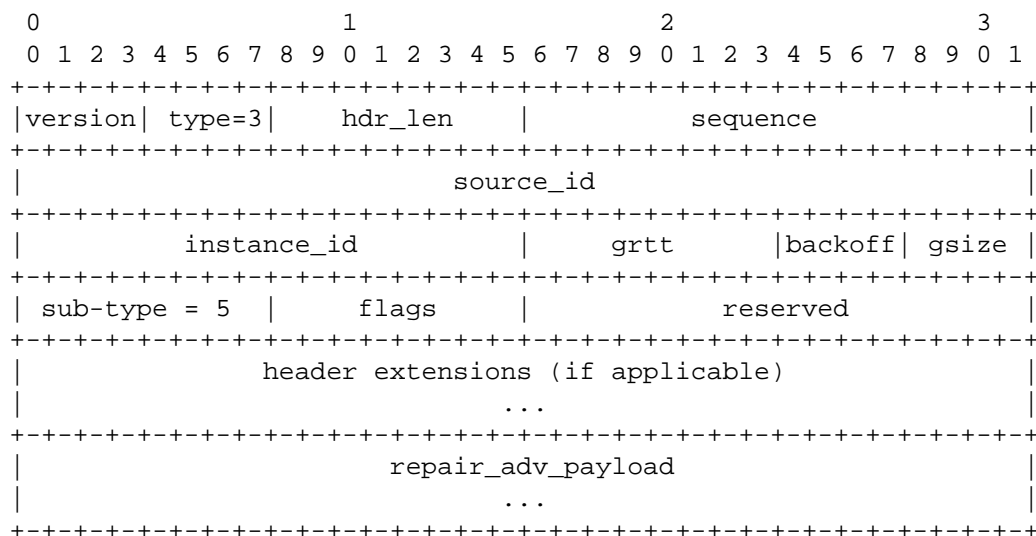 0                   1                   2                   3
 0 1 2 3 4 5 6 7 8 9 0 1 2 3 4 5 6 7 8 9 0 1 2 3 4 5 6 7 8 9 0 1
+-+-+-+-+-+-+-+-+-+-+-+-+-+-+-+-+-+-+-+-+-+-+-+-+-+-+-+-+-+-+-+-+
|version| type=3|    hdr_len    |          sequence             |
+-+-+-+-+-+-+-+-+-+-+-+-+-+-+-+-+-+-+-+-+-+-+-+-+-+-+-+-+-+-+-+-+
|                           source_id                           |
+-+-+-+-+-+-+-+-+-+-+-+-+-+-+-+-+-+-+-+-+-+-+-+-+-+-+-+-+-+-+-+-+
|          instance_id          |     grtt      |backoff| gsize |
+-+-+-+-+-+-+-+-+-+-+-+-+-+-+-+-+-+-+-+-+-+-+-+-+-+-+-+-+-+-+-+-+
| sub-type = 5  |     flags     |            reserved           |
+-+-+-+-+-+-+-+-+-+-+-+-+-+-+-+-+-+-+-+-+-+-+-+-+-+-+-+-+-+-+-+-+
|               header extensions (if applicable)               |
|                              ...                              |
+-+-+-+-+-+-+-+-+-+-+-+-+-+-+-+-+-+-+-+-+-+-+-+-+-+-+-+-+-+-+-+-+
|                       repair_adv_payload                      |
|                              ...                              |
+-+-+-+-+-+-+-+-+-+-+-+-+-+-+-+-+-+-+-+-+-+-+-+-+-+-+-+-+-+-+-+-+